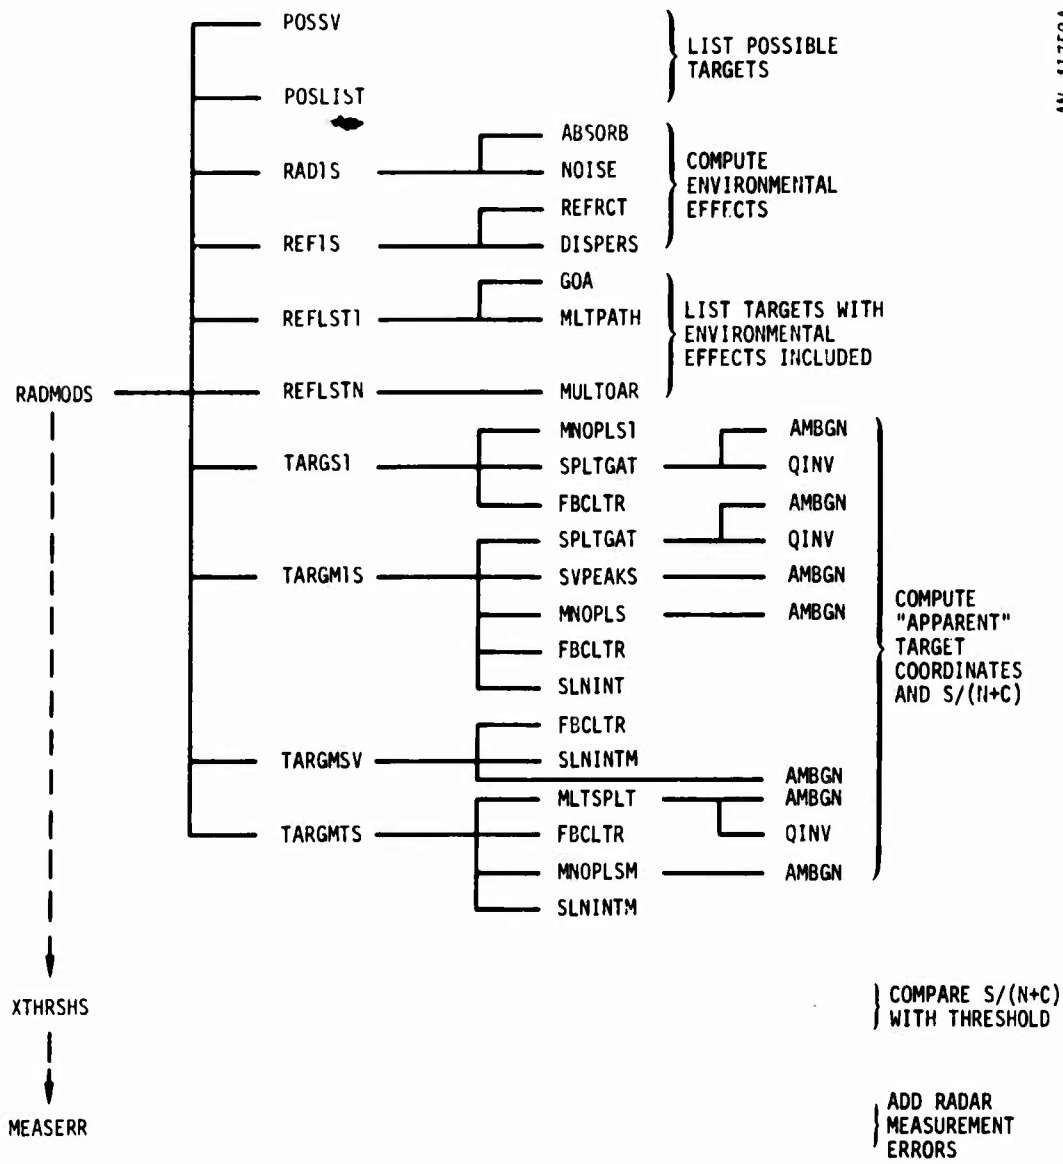 POSSV
LIST POSSIBLE
TARGETS
POSLIST
ABSORB
RAD1S
NOISE
COMPUTE
ENVIRONMENTAL
EFFECTS
REFRCT
REF1S
DISPERS
GOA
REFLST1
MLTPATH
LIST TARGETS WITH
ENVIRONMENTAL
EFFECTS INCLUDED
RADMODS
REFLSTN
MULTOAR
MNOPLS1
AMBGN
TARGS1
SPLTGAT
QINV
FBCLTR
AMBGN
SPLTGAT
QINV
TARGM1S
SVPEAKS
AMBGN
MNOPLS
AMBGN
FBCLTR
SLNINT
COMPUTE
"APPARENT"
TARGET
COORDINATES
AND S/(N+C)
FBCLTR
TARGMSV
SLNINTM
AMBGN
MLTSPLT
AMBGN
TARGMTS
FBCLTR
QINV
MNOPLSM
AMBGN
SLNINTM
XTHRSHS
COMPARE S/(N+C)
WITH THRESHOLD
MEASERR
ADD RADAR
MEASUREMENT
ERRORS